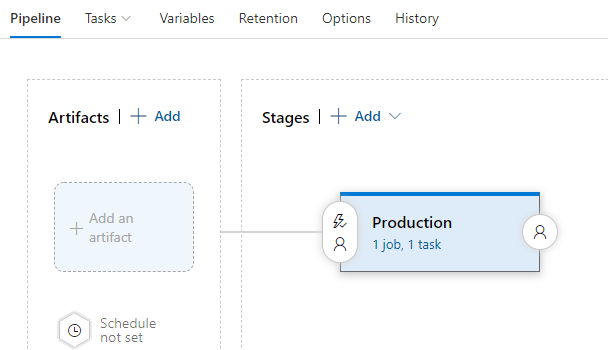 Pipeline Tasks Variables Retention Options History
Artifacts | + Add
Stages | + Add
Add an
artifact
Production
1 job, 1 task
Schedule
not set